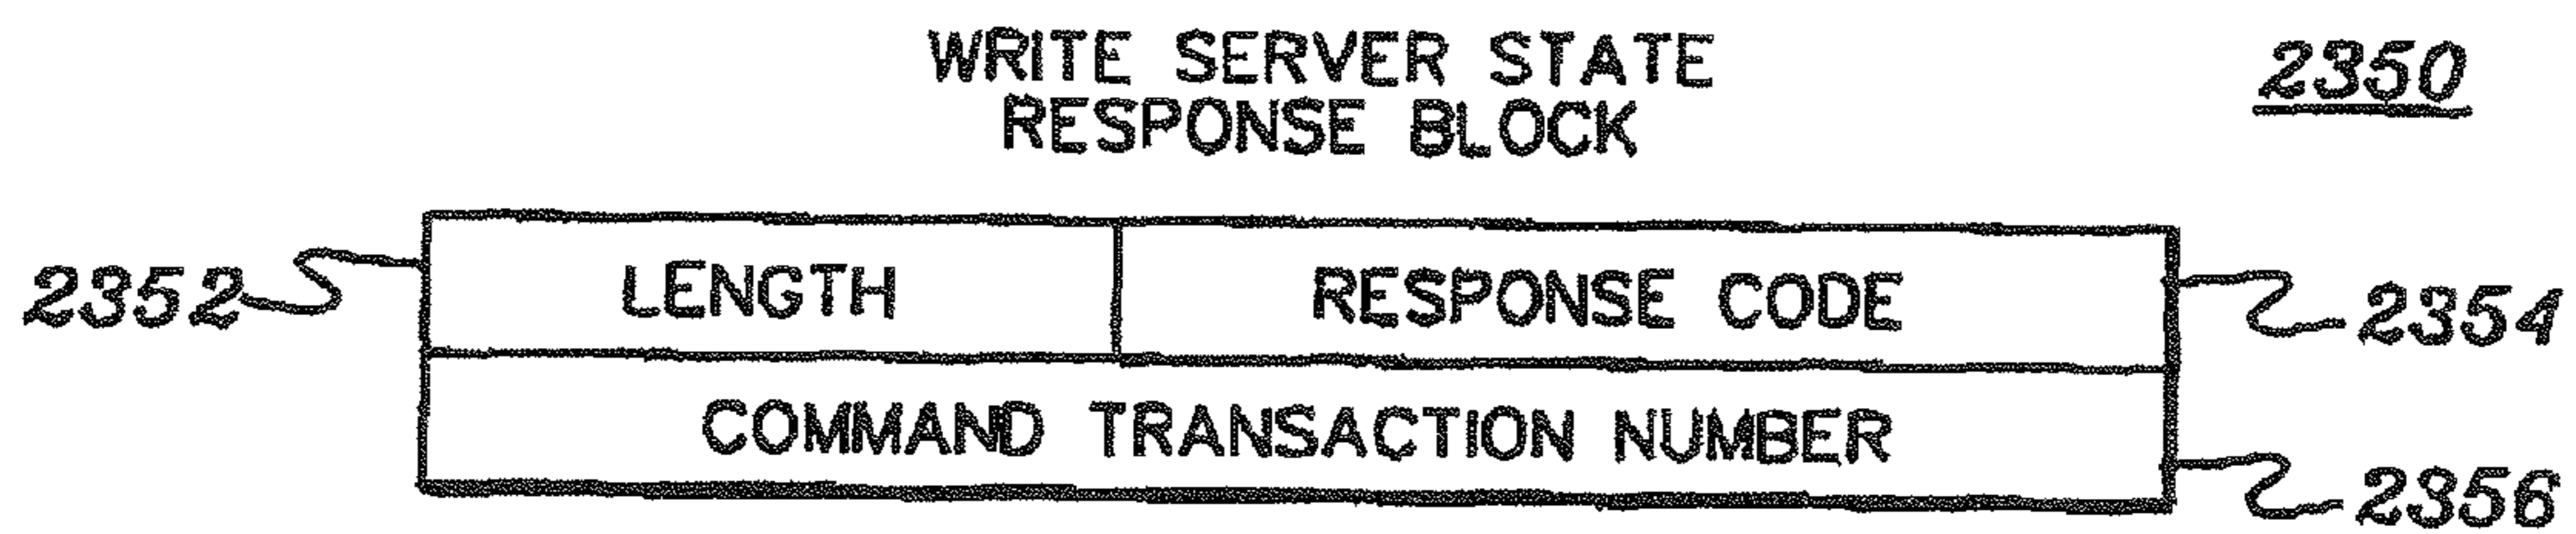 WRITE SERVER STATE
RESPONSE BLOCK
2350
2352
LENGTH
RESPONSE CODE
2354
COMMAND TRANSACTION NUMBER
2356